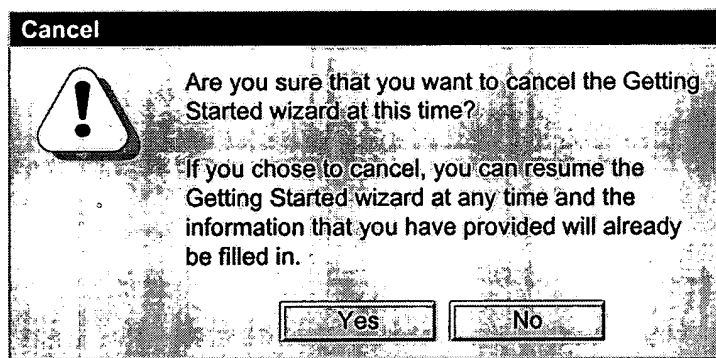 Cancel
Are you sure that you want to cancel the Getting
Started wizard at this time?
If you chose to cancel, you can resume the
Getting Started wizard at any time and the
information that you have provided will already
be filled in.
Yes No